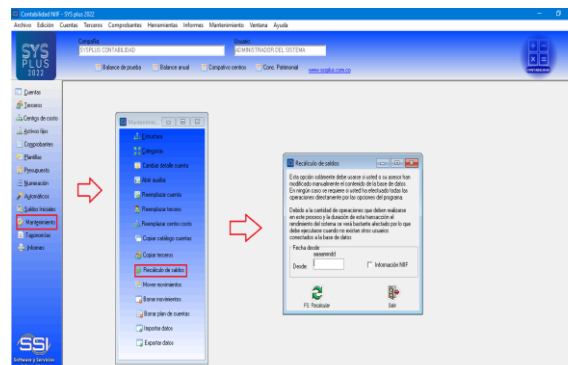 Contabilidad NIIF - SYS plus 2022
Archivo Edición Cuentas Terceros Comprobantes Herramientas Informes Mantenimiento Ventana Ayuda
SYS
PLUS
2022
Compañía:
SYSPLUS CONTABILIDAD
Usuario:
ADMINISTRADOR DEL SISTEMA
Balance de prueba Balance anual Comparativo centros Conc. Patrimonial www.sysplus.com.co
CONTABILIDAD
Cuentas
Terceros
Centros de costo
Activos fijos
Comprobantes
Plantillas
Presupuesto
Numeración
Automáticos
Saldos Iniciales
Mantenimiento
Taxonomías
Informes
Mantenimien...
Estructura
Categorías
Cambiar detalle cuenta
Abrir auxiliar
Reemplazar cuenta
Reemplazar tercero
Reemplazar centro costo
Copiar catálogo cuentas
Copiar terceros
Recálculo de saldos
Mover movimientos
Borrar movimientos
Borrar plan de cuentas
Importar datos
Exportar datos
Recálculo de saldos
Esta opción solamente debe usarse si usted o su asesor han
modificado manualmente el contenido de la base de datos.
En ningún caso se requiere si usted ha efectuado todas las
operaciones directamente por las opciones del programa.
Debido a la cantidad de operaciones que deben realizarse
en este proceso y la duración de esta transacción el
rendimiento del sistema se verá bastante afectado por lo que
debe ejecutarse cuando no existan otros usuarios
conectados a la base de datos
Fecha desde
aaaammdd
Desde: Información NIIF
F5: Recalcular Salir
SSI
Software y Servicios